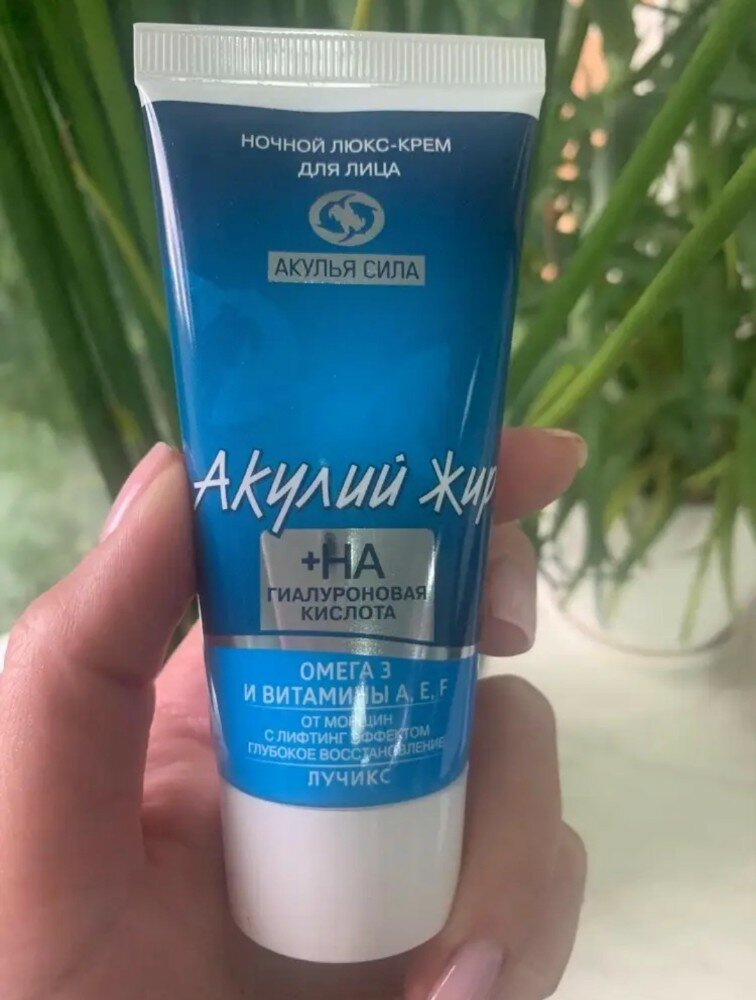 НОЧНОЙ ЛЮКС-КРЕМ
ДЛЯ ЛИЦА
АКУЛЬЯ СИЛА
Акулий Жир
+НА
ГИАЛУРОНОВАЯ
КИСЛОТА
ОМЕГА 3
И ВИТАМИНЫ А, Е, F
ОТ МОРЩИН
С ЛИФТИНГ ЭФФЕКТОМ
ГЛУБОКОЕ ВОССТАНОВЛЕНИЕ
ЛУЧИКС